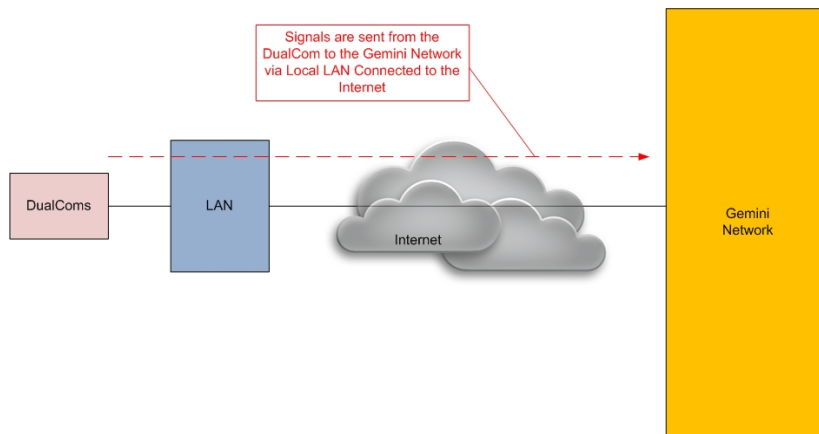 Signals are sent from the
DualCom to the Gemini Network
via Local LAN Connected to the
Internet
DualComs
LAN
Internet
Gemini
Network